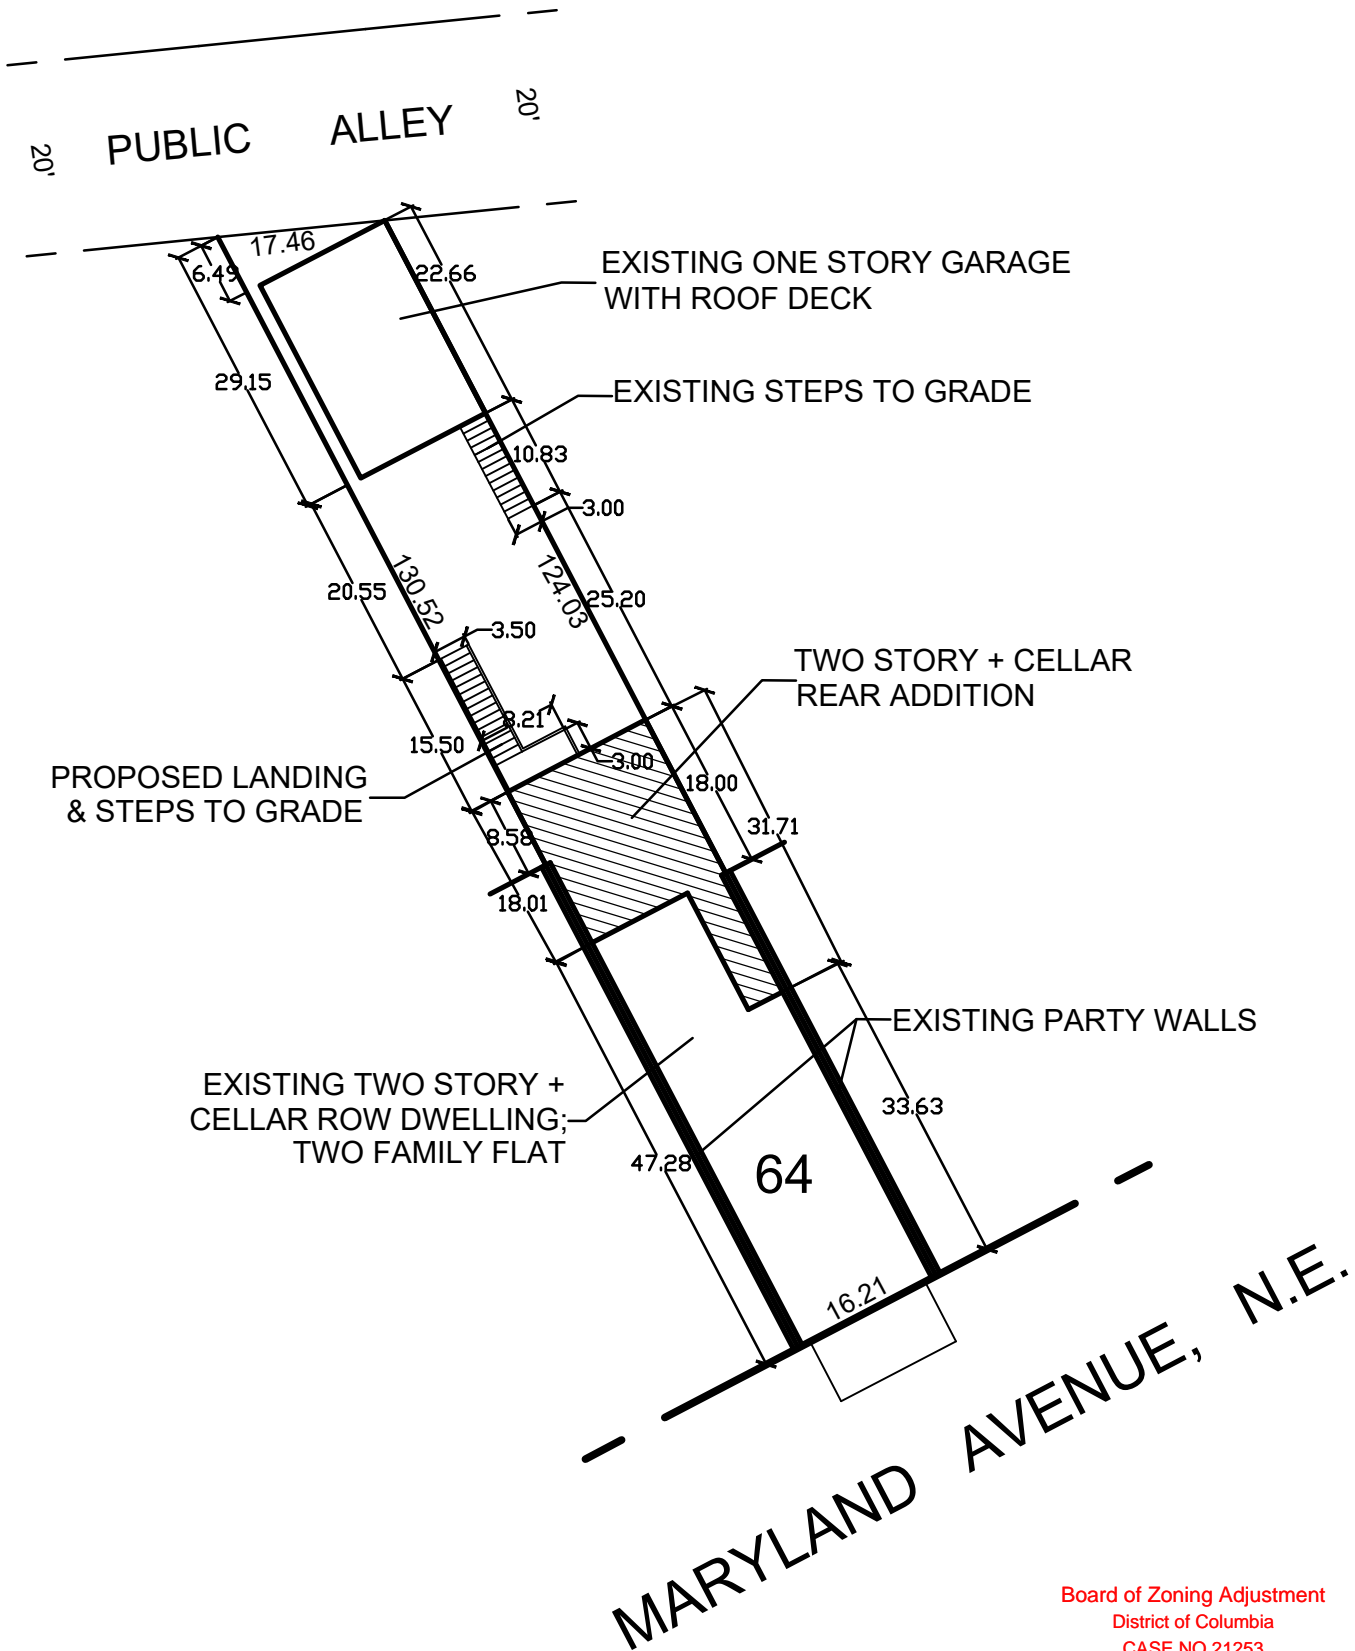 20'
PUBLIC ALLEY
20'
17.46
6.49
22.66
EXISTING ONE STORY GARAGE
WITH ROOF DECK
29.15
EXISTING STEPS TO GRADE
10.83
3.00
20.55
130.52
124.03
25.20
3.50
TWO STORY + CELLAR
REAR ADDITION
3.21
15.50
3.00
18.00
PROPOSED LANDING
& STEPS TO GRADE
8.58
31.71
18.01
EXISTING PARTY WALLS
EXISTING TWO STORY +
CELLAR ROW DWELLING;
TWO FAMILY FLAT
33.63
47.28
64
16.21
MARYLAND AVENUE, N.E.
Board of Zoning Adjustment
District of Columbia
CASE NO.21253